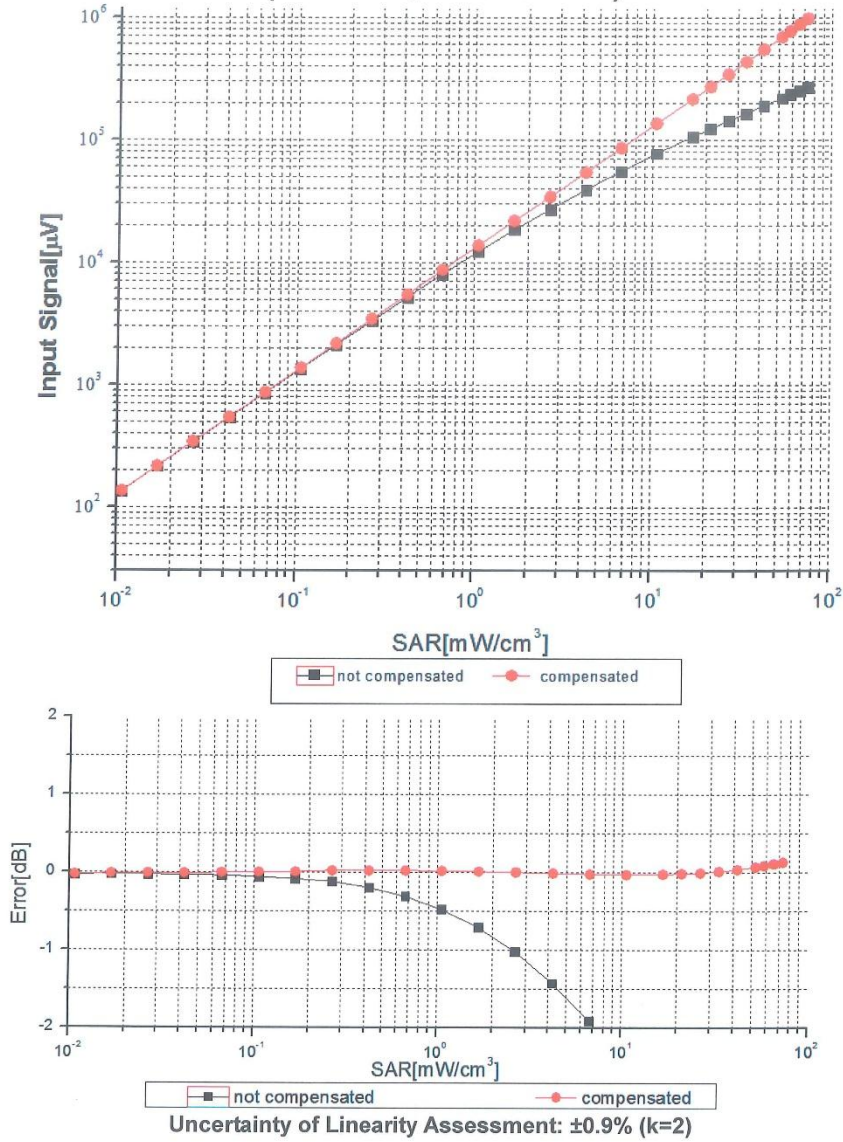 10⁶
10⁵
10⁴
10³
10²
Input Signal[μV]
10⁻² 10⁻¹ 10⁰ 10¹ 10²
SAR[mW/cm³]
not compensated compensated
2
1
0
-1
-2
Error[dB]
10⁻² 10⁻¹ 10⁰ 10¹ 10²
SAR[mW/cm³]
not compensated compensated
Uncertainty of Linearity Assessment: ±0.9% (k=2)